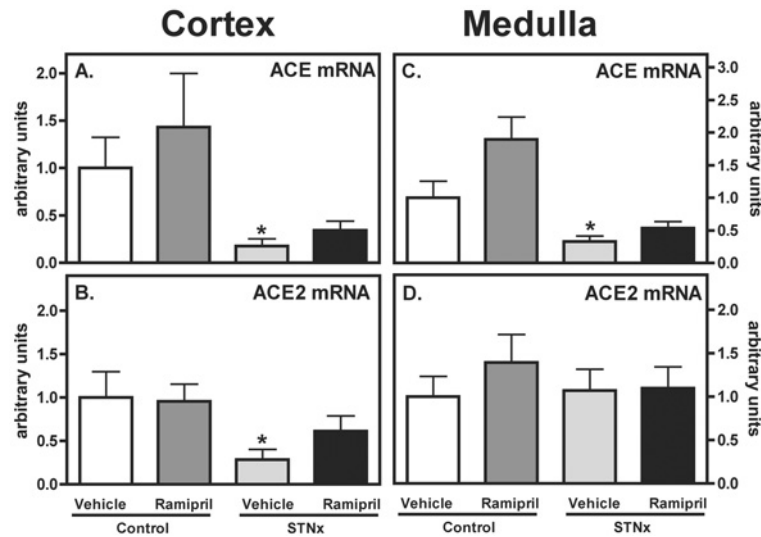 Cortex Medulla
A. ACE mRNA
2.0
1.5
1.0
0.5
0.0
arbitrary units
C. ACE mRNA
3.0
2.5
2.0
1.5
1.0
0.5
0.0
arbitrary units
*
*
B. ACE2 mRNA
2.0
1.5
1.0
0.5
0.0
arbitrary units
D. ACE2 mRNA
2.0
1.5
1.0
0.5
0.0
arbitrary units
*
Vehicle Ramipril Vehicle Ramipril Vehicle Ramipril Vehicle Ramipril
Control STNx Control STNx